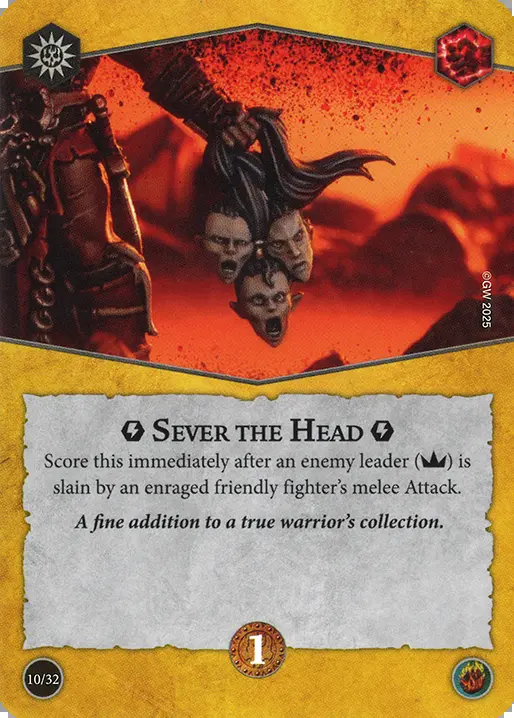 ©GW 2025
SEVER THE HEAD
Score this immediately after an enemy leader () is
slain by an enraged friendly fighter's melee Attack.
A fine addition to a true warrior's collection.
1
10/32